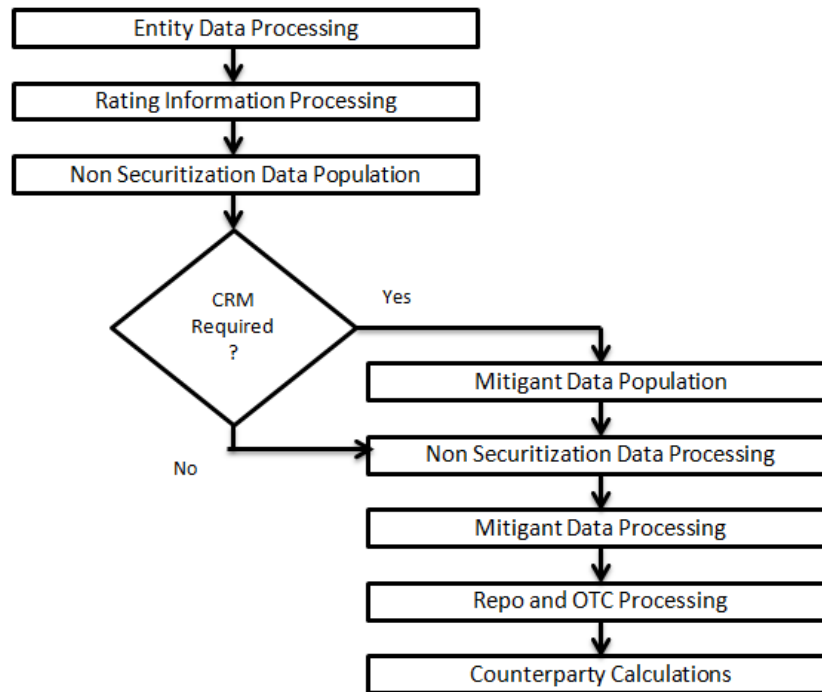 Entity Data Processing
Rating Information Processing
Non Securitization Data Population
CRM
Required
?
Yes
Mitigant Data Population
No
Non Securitization Data Processing
Mitigant Data Processing
Repo and OTC Processing
Counterparty Calculations